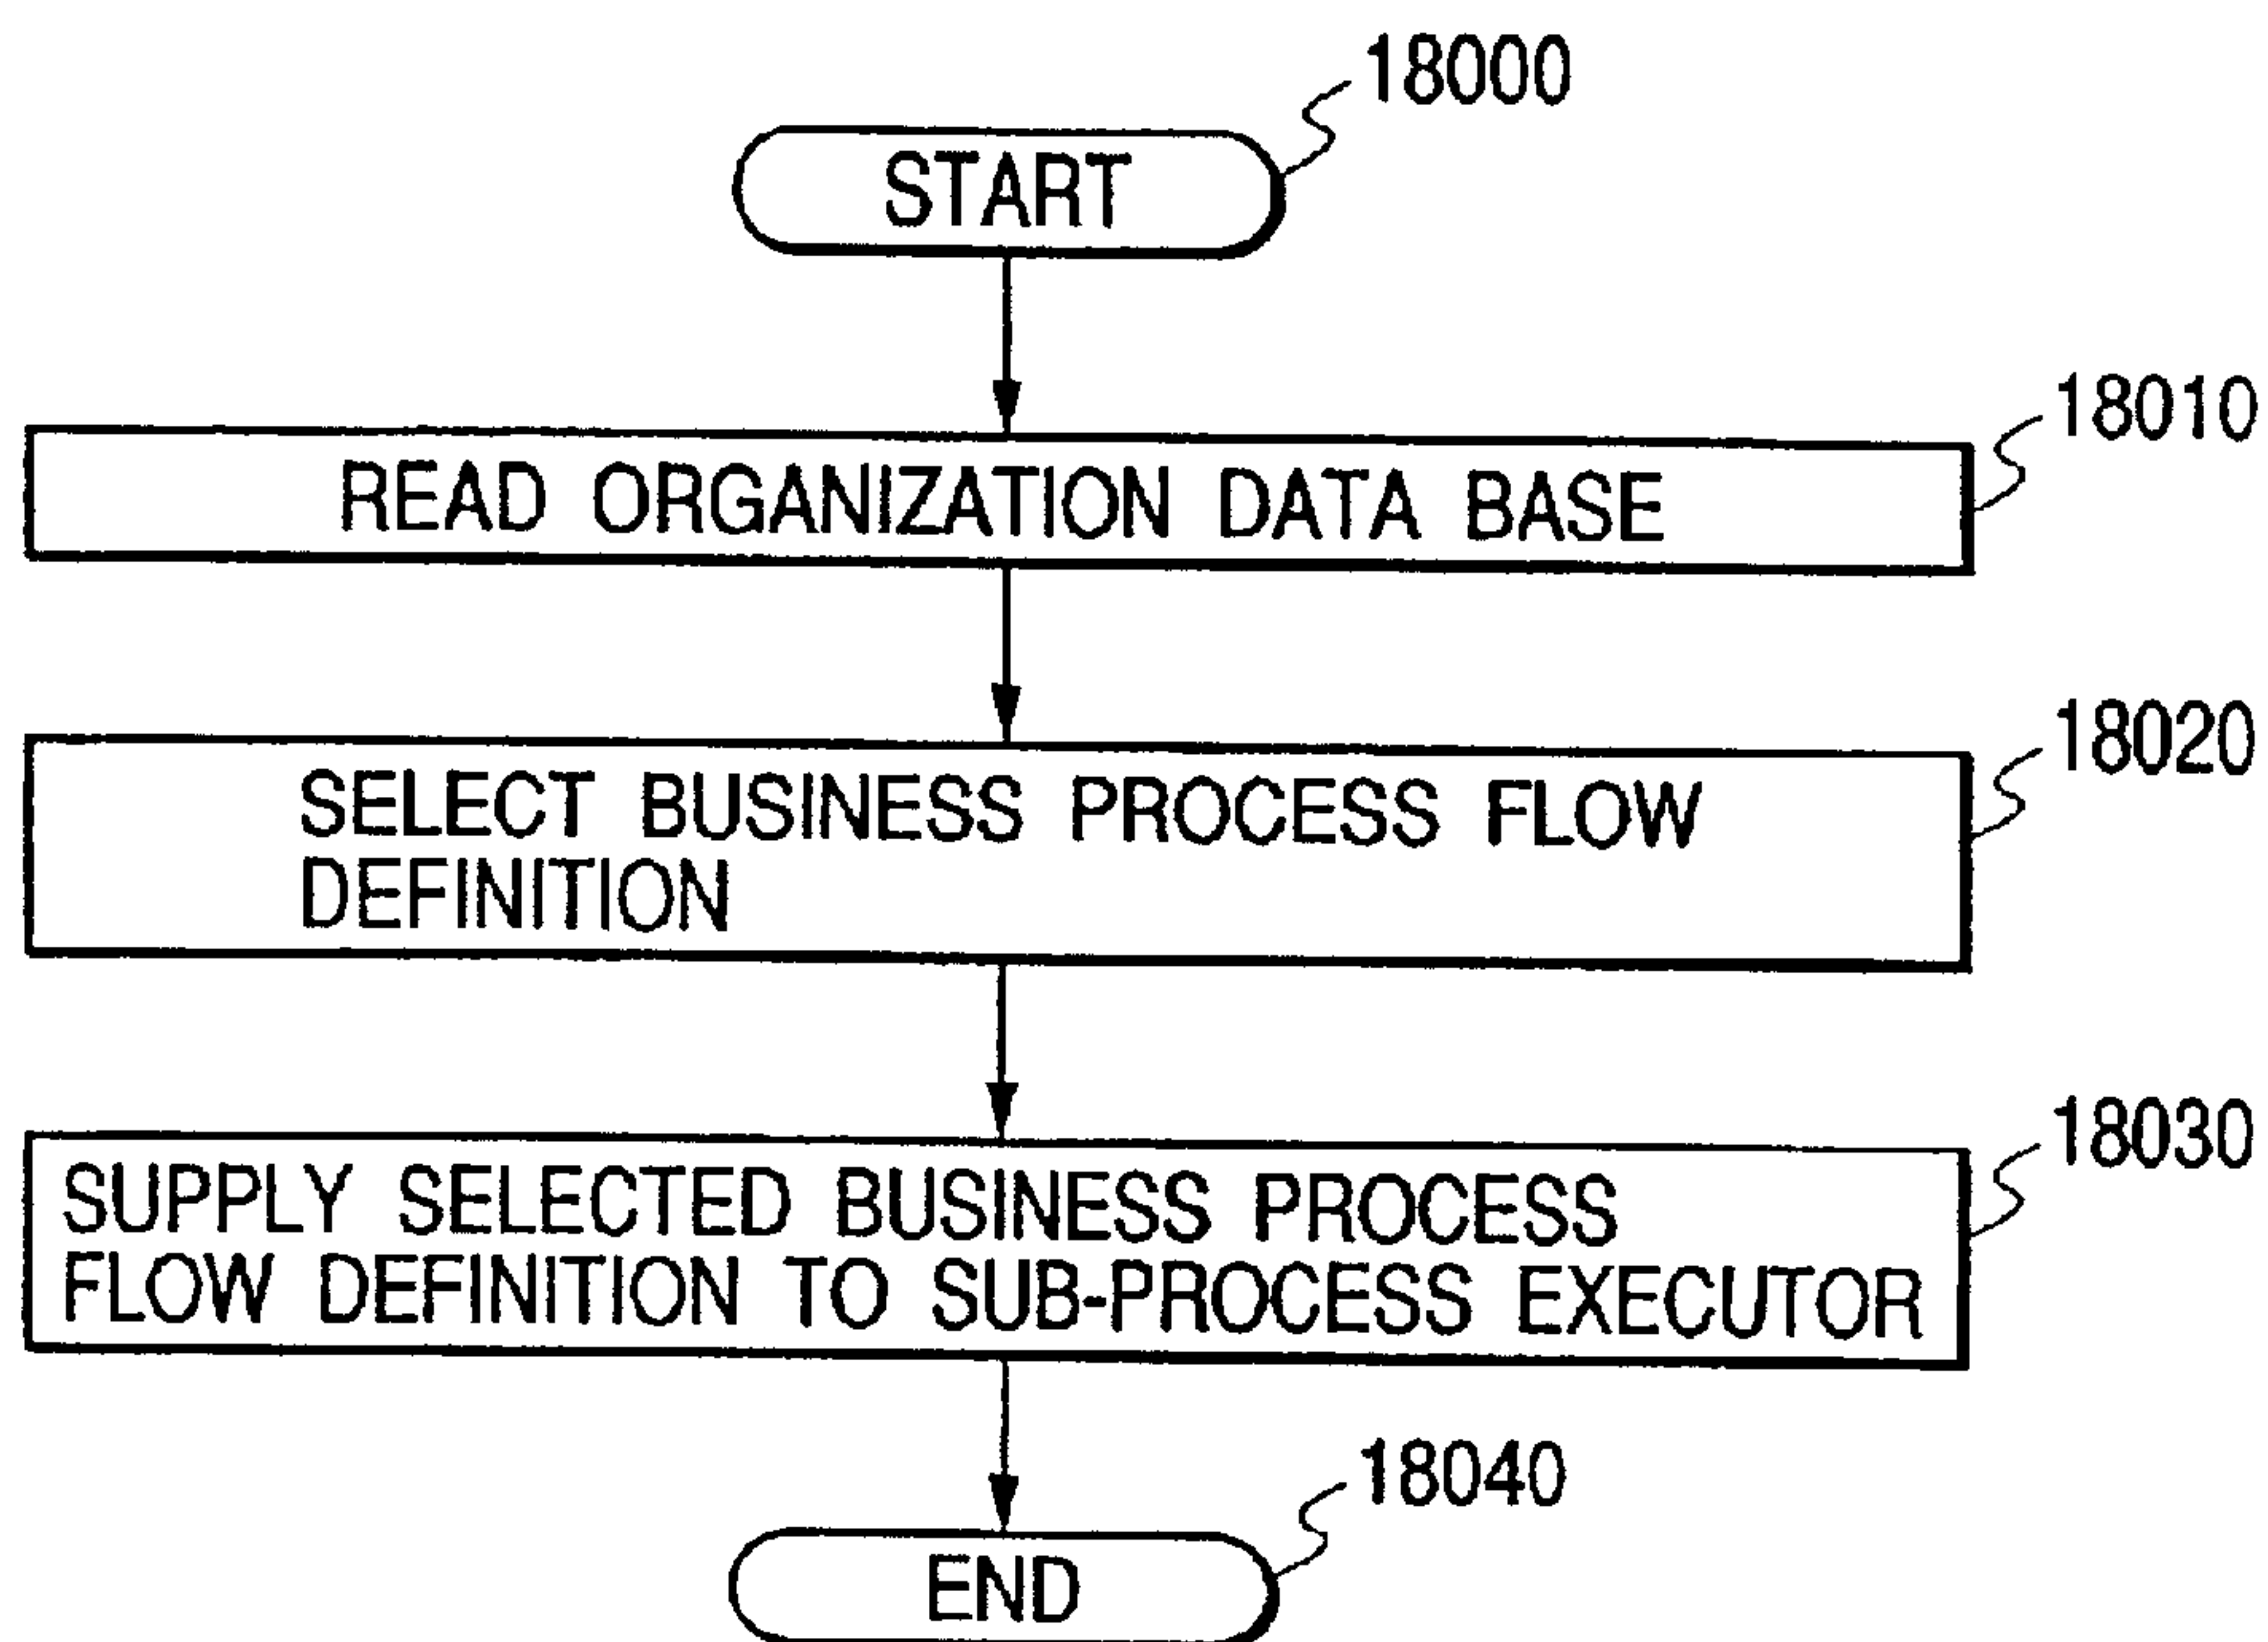 18000
START
18010
READ ORGANIZATION DATA BASE
18020
SELECT BUSINESS PROCESS FLOW
DEFINITION
18030
SUPPLY SELECTED BUSINESS PROCESS
FLOW DEFINITION TO SUB-PROCESS EXECUTOR
18040
END